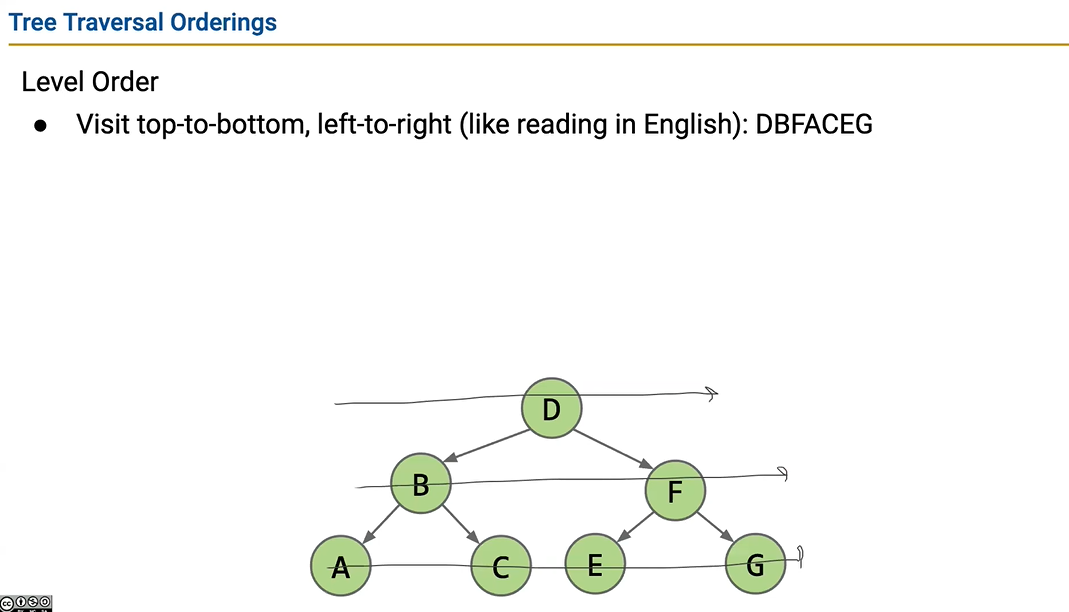 Tree Traversal Orderings
Level Order
● Visit top-to-bottom, left-to-right (like reading in English): DBFACEG
D
B F
A C E G